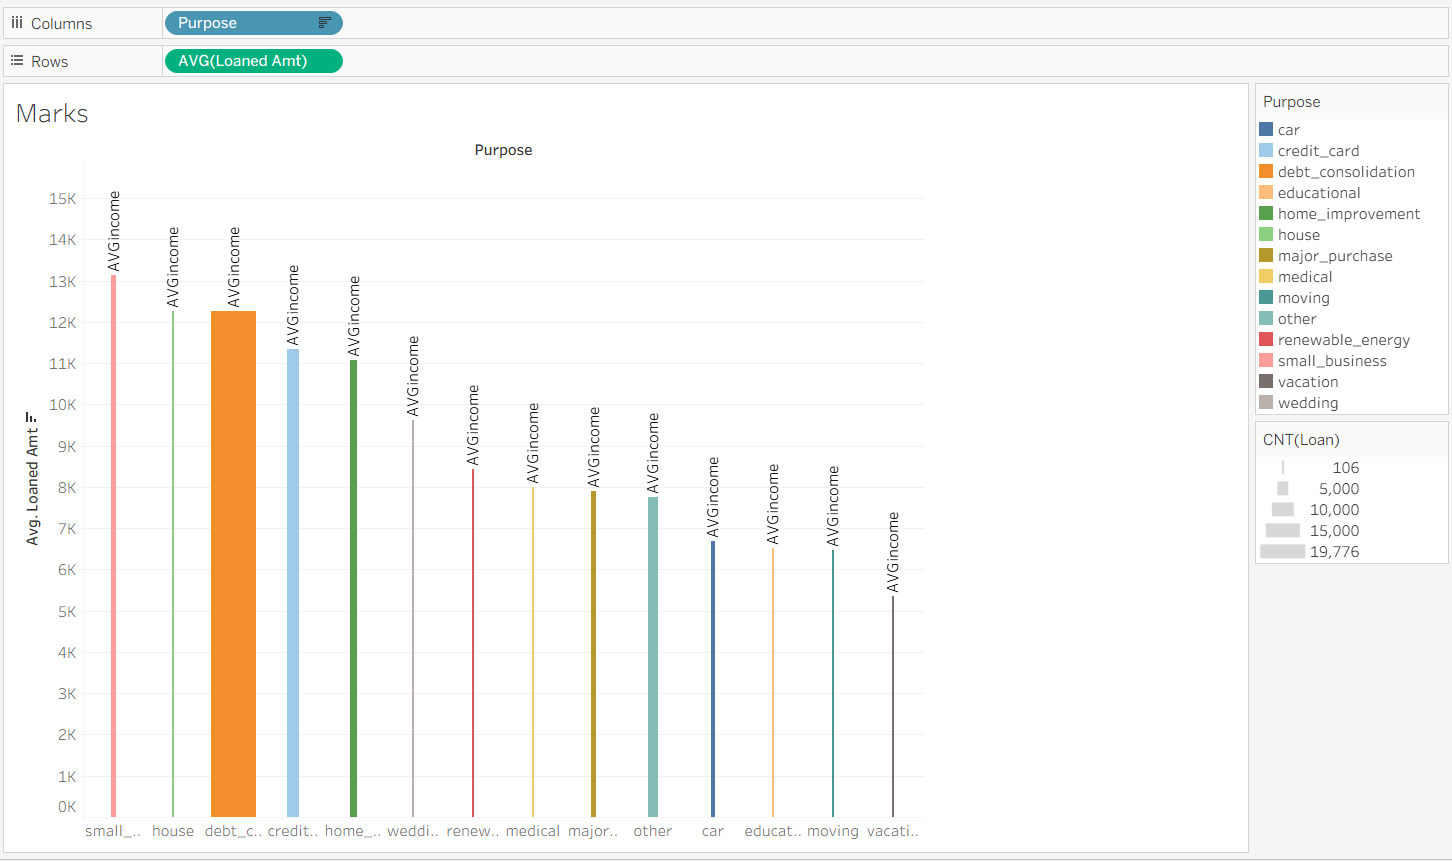 Columns
Purpose
Rows
AVG(Loaned Amt)
Marks
Purpose
15K
14K
13K
12K
11K
10K
9K
8K
7K
6K
5K
4K
3K
2K
1K
0K
Avg. Loaned Amt
AVGincome
AVGincome
AVGincome
AVGincome
AVGincome
AVGincome
AVGincome
AVGincome
AVGincome
AVGincome
AVGincome
AVGincome
AVGincome
AVGincome
small_.. house debt_c.. credit.. home_.. weddi.. renew.. medical major.. other car educat.. moving vacati..
Purpose
car
credit_card
debt_consolidation
educational
home_improvement
house
major_purchase
medical
moving
other
renewable_energy
small_business
vacation
wedding
CNT(Loan)
106
5,000
10,000
15,000
19,776